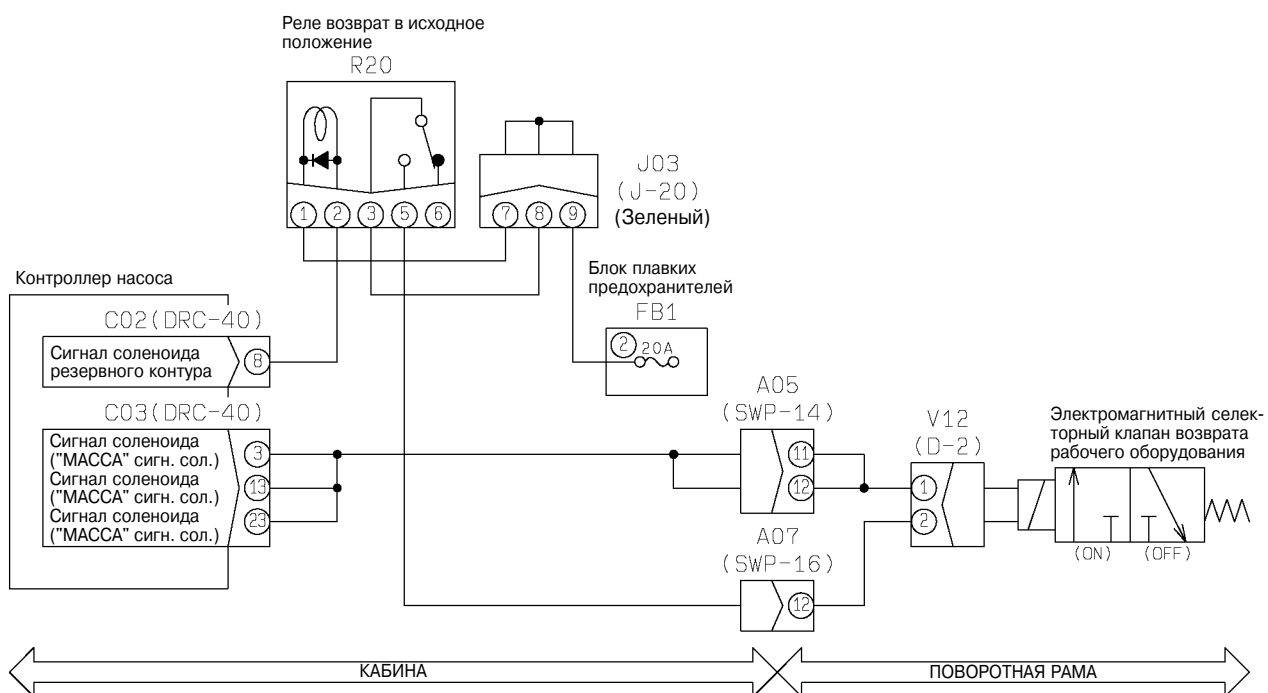 Реле возврат в исходное
положение
R20
1 2 3 5 6
7 8 9
J03
(J-20)
(Зеленый)
Контроллер насоса
Блок плавких
предохранителей
FB1
2 20A
C02(DRC-40)
Сигнал соленоида
резервного контура
8
C03(DRC-40)
Сигнал соленоида
("МАССА" сигн. сол.)
3
Сигнал соленоида
("МАССА" сигн. сол.)
13
Сигнал соленоида
("МАССА" сигн. сол.)
23
A05
(SWP-14)
11
12
A07
(SWP-16)
12
V12
(D-2)
1
2
Электромагнитный селек-
торный клапан возврата
рабочего оборудования
(ON) (OFF)
КАБИНА
ПОВОРОТНАЯ РАМА